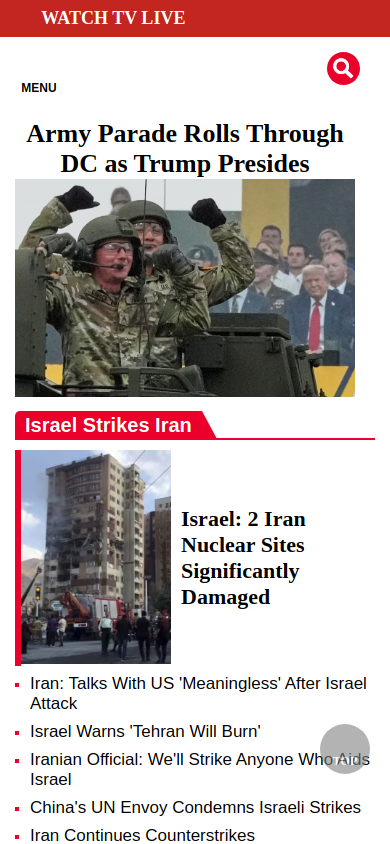 WATCH TV LIVE
MENU
Army Parade Rolls Through
DC as Trump Presides
Israel Strikes Iran
Israel: 2 Iran
Nuclear Sites
Significantly
Damaged
Iran: Talks With US 'Meaningless' After Israel
Attack
Israel Warns 'Tehran Will Burn'
Iranian Official: We'll Strike Anyone Who Aids
Israel
China's UN Envoy Condemns Israeli Strikes
Iran Continues Counterstrikes